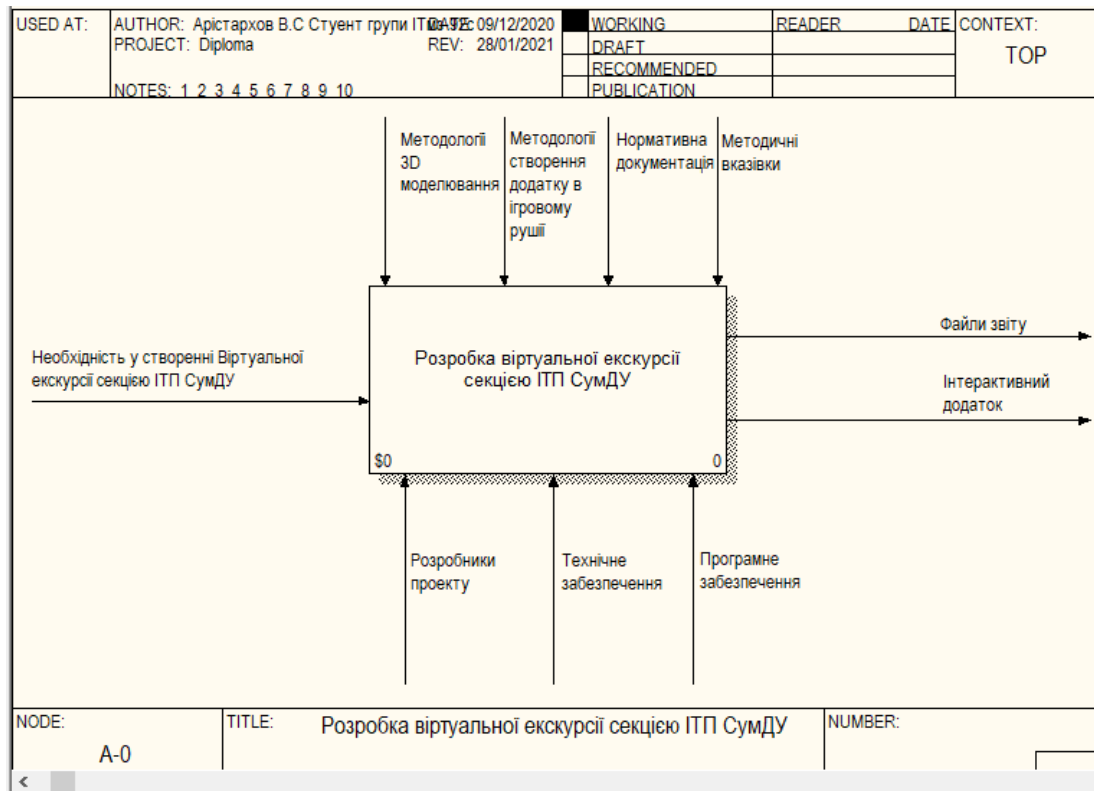 USED AT:
AUTHOR: Арістархов В.С Стуент групи ІТмз-92с
DATE: 09/12/2020
PROJECT: Diploma
REV: 28/01/2021
NOTES: 1 2 3 4 5 6 7 8 9 10
WORKING
DRAFT
RECOMMENDED
PUBLICATION
READER
DATE
CONTEXT:
TOP
Методології
3D
моделювання
Методології
створення
додатку в
ігровому
рушії
Нормативна
документація
Методичні
вказівки
Необхідність у створенні Віртуальної
екскурсії секцією ІТП СумДУ
Розробка віртуальної екскурсії
секцією ІТП СумДУ
$0
0
Файли звіту
Інтерактивний
додаток
Розробники
проекту
Технічне
забезпечення
Програмне
забезпечення
NODE:
A-0
TITLE:
Розробка віртуальної екскурсії секцією ІТП СумДУ
NUMBER: